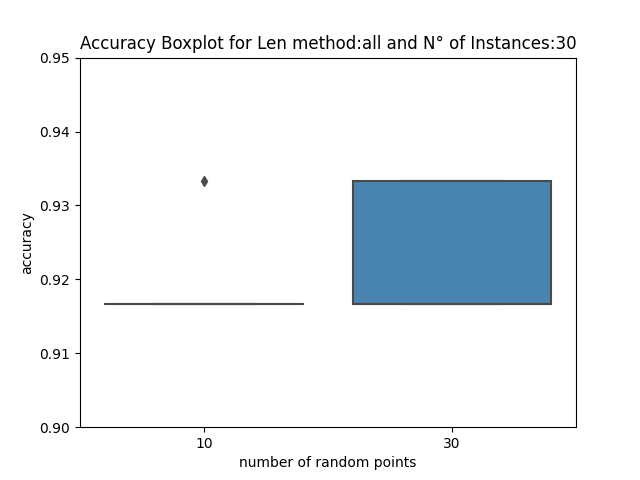 Accuracy Boxplot for Len method:all and N° of Instances:30
0.95
0.94
0.93
0.92
0.91
0.90
accuracy
10 30
number of random points